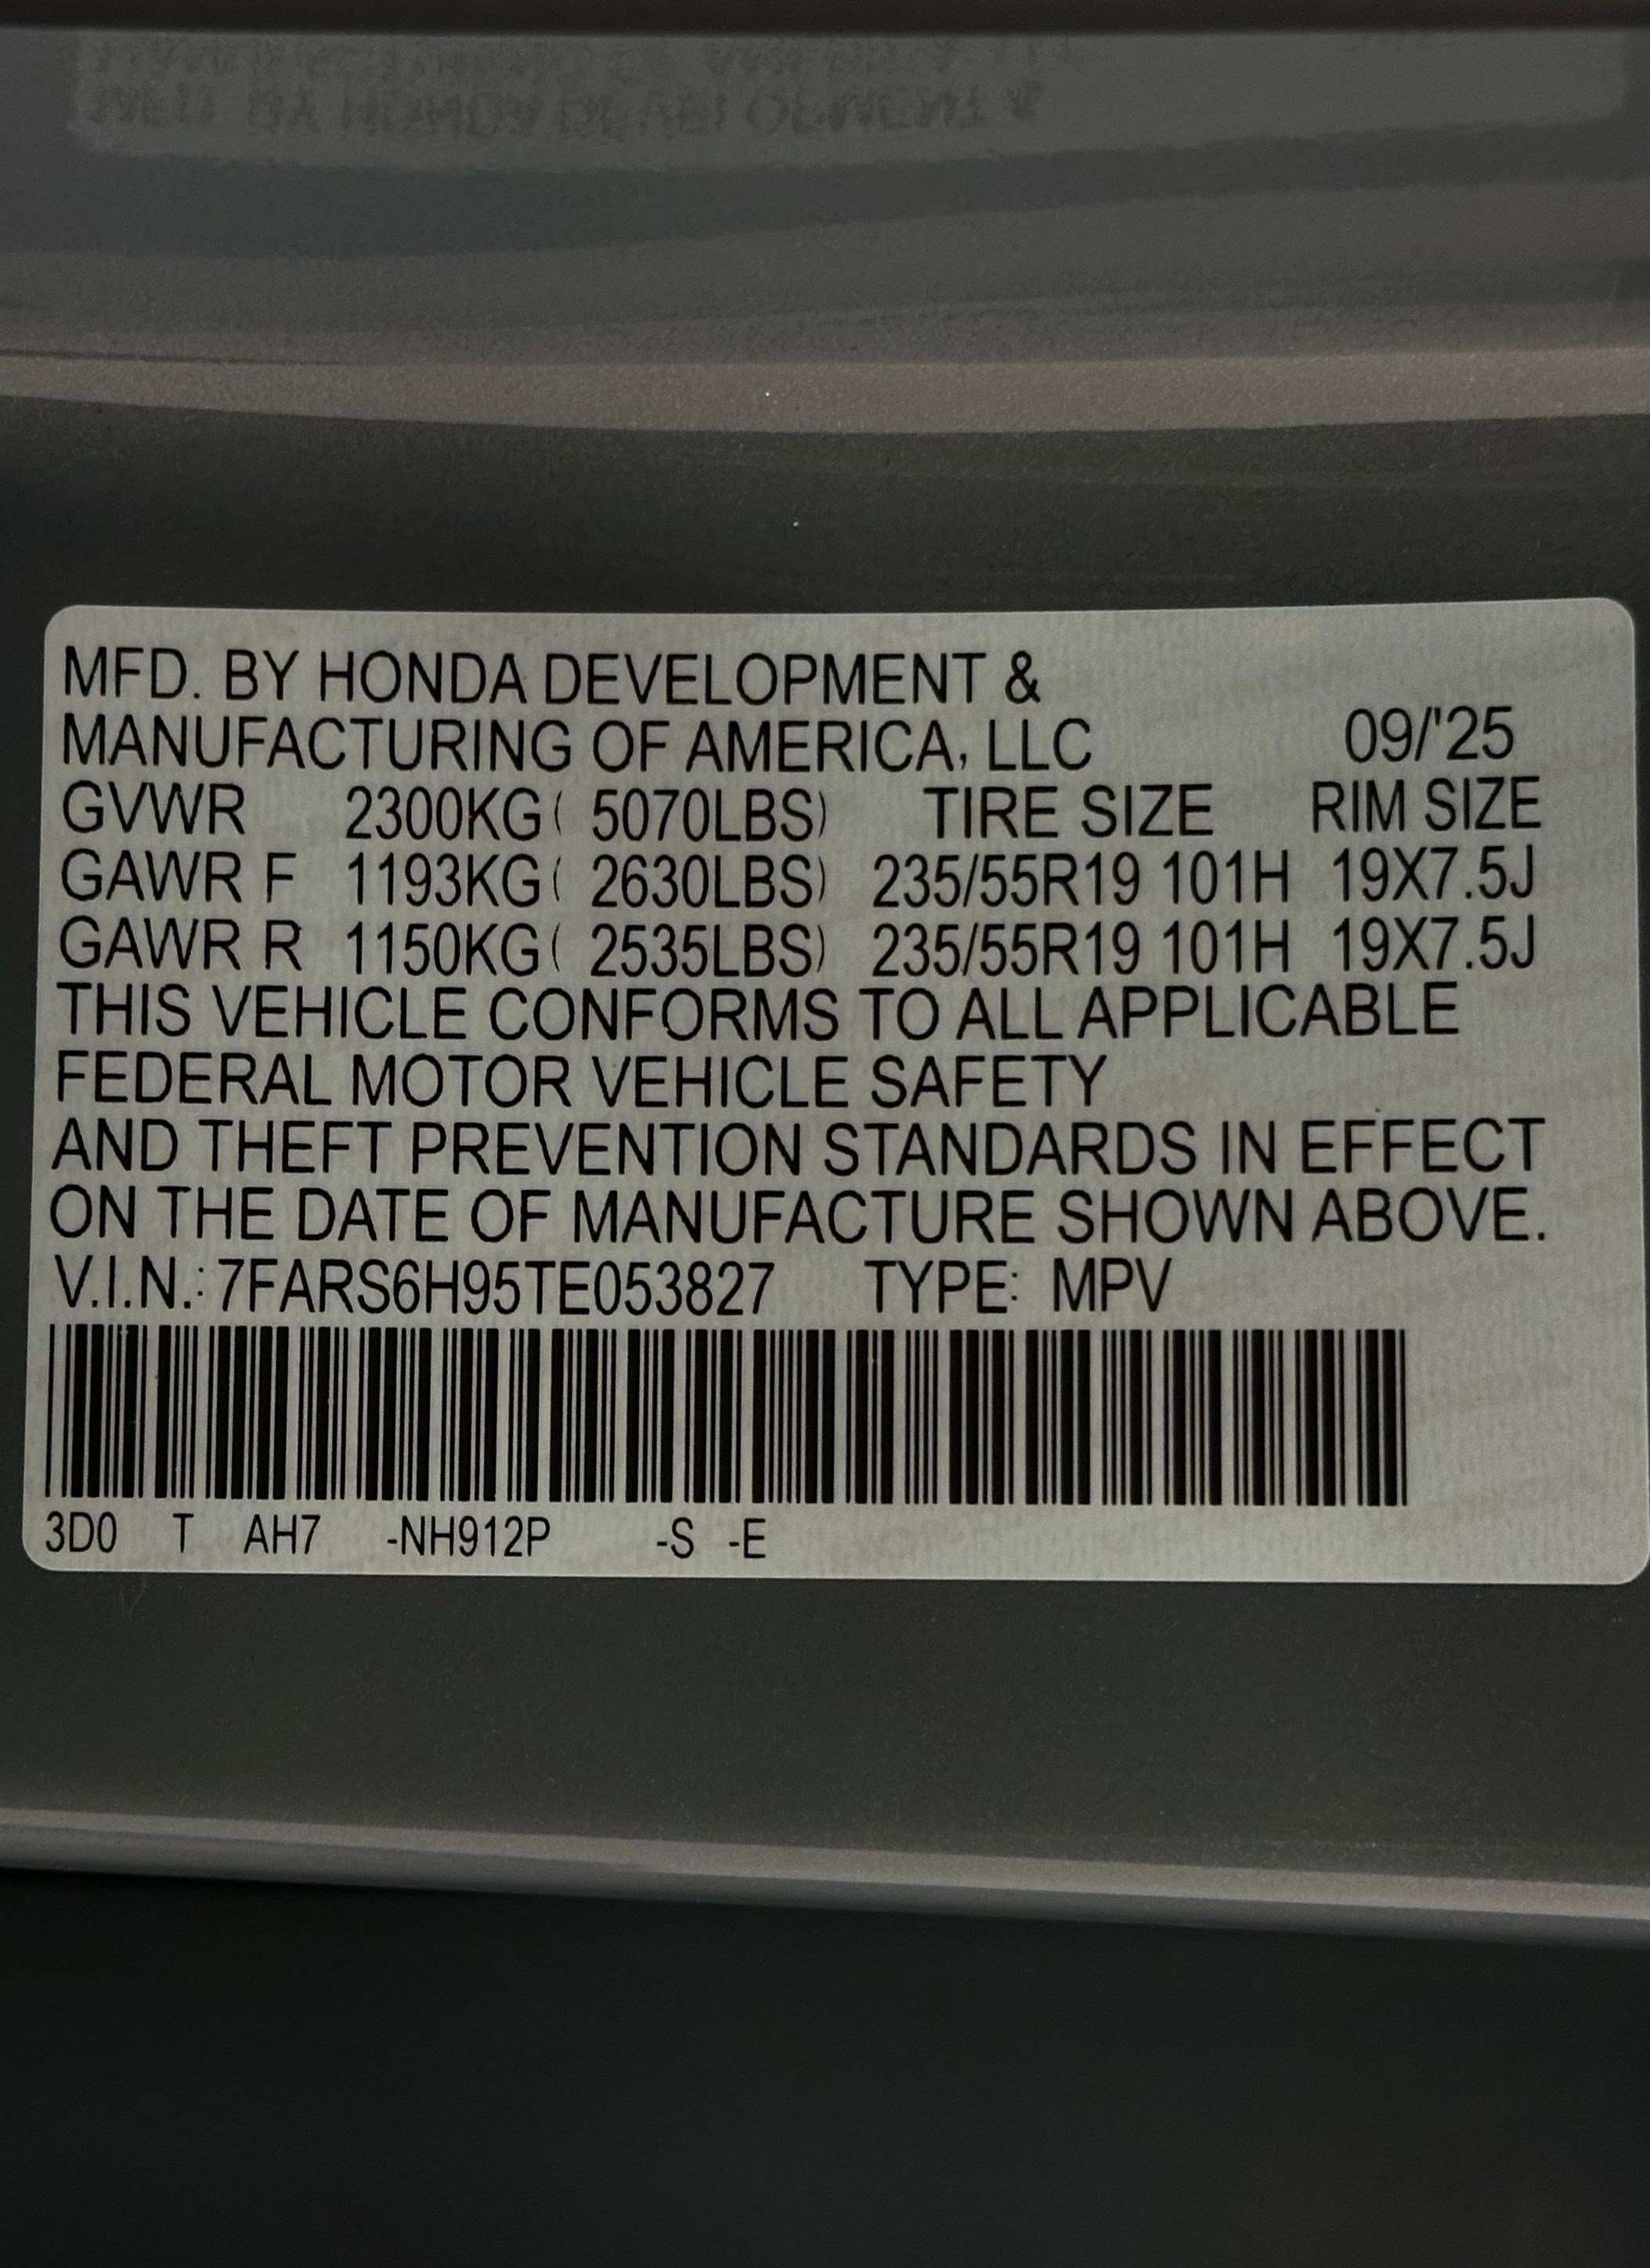 MFD. BY HONDA DEVELOPMENT &
MANUFACTURING OF AMERICA, LLC 09/'25
GVWR 2300KG( 5070LBS) TIRE SIZE RIM SIZE
GAWR F 1193KG( 2630LBS) 235/55R19 101H 19X7.5J
GAWR R 1150KG( 2535LBS) 235/55R19 101H 19X7.5J
THIS VEHICLE CONFORMS TO ALL APPLICABLE
FEDERAL MOTOR VEHICLE SAFETY
AND THEFT PREVENTION STANDARDS IN EFFECT
ON THE DATE OF MANUFACTURE SHOWN ABOVE.
V.I.N.: 7FARS6H95TE053827 TYPE: MPV
3D0 T AH7 -NH912P -S -E